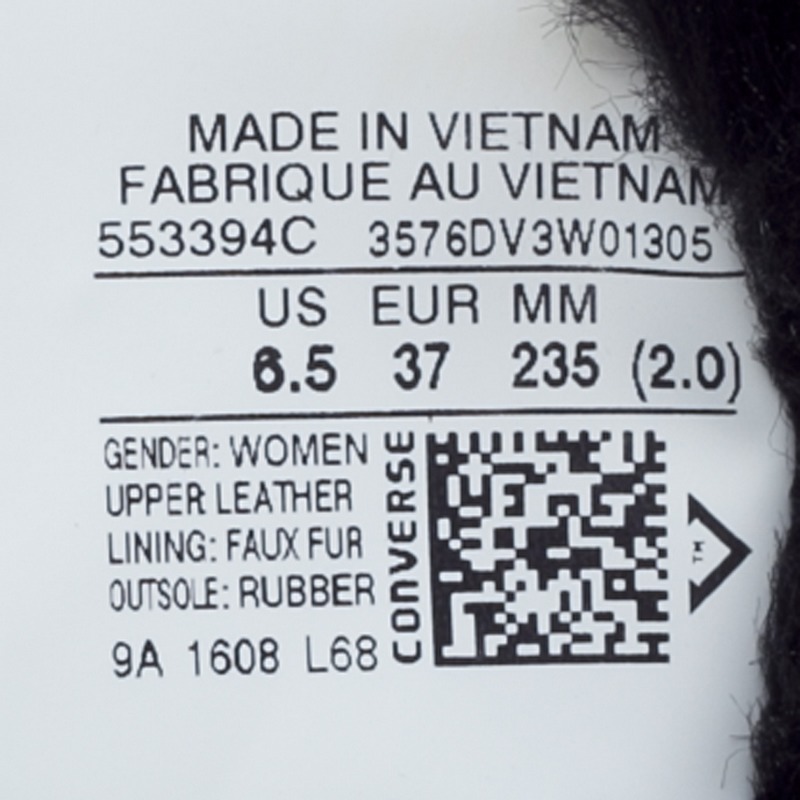 MADE IN VIETNAM
FABRIQUE AU VIETNAM
553394C 3576DV3W01305
US EUR MM
6.5 37 235 (2.0)
GENDER: WOMEN
UPPER LEATHER
LINING: FAUX FUR
OUTSOLE: RUBBER
9A 1608 L68
CONVERSE
TM